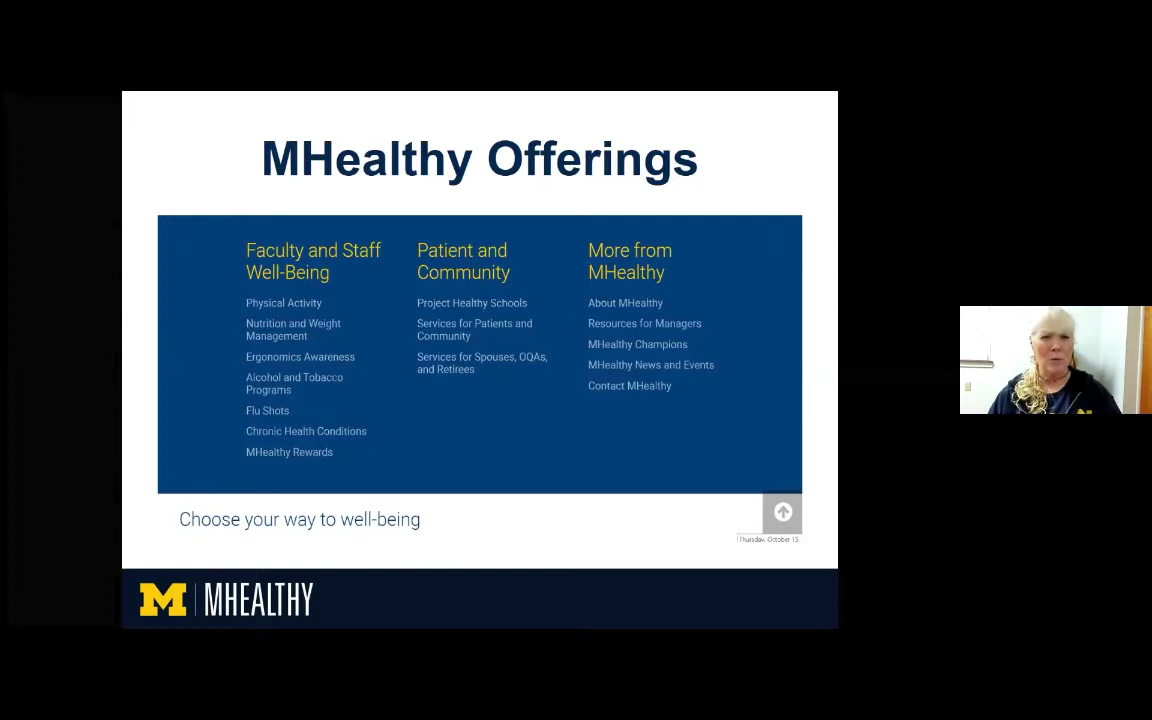 MHealthy Offerings
Faculty and Staff
Well-Being
Physical Activity
Nutrition and Weight
Management
Ergonomics Awareness
Alcohol and Tobacco
Programs
Flu Shots
Chronic Health Conditions
MHealthy Rewards
Patient and
Community
Project Healthy Schools
Services for Patients and
Community
Services for Spouses, OQAs,
and Retirees
More from
MHealthy
About MHealthy
Resources for Managers
MHealthy Champions
MHealthy News and Events
Contact MHealthy
Choose your way to well-being
Thursday, October 15,
M MHEALTHY